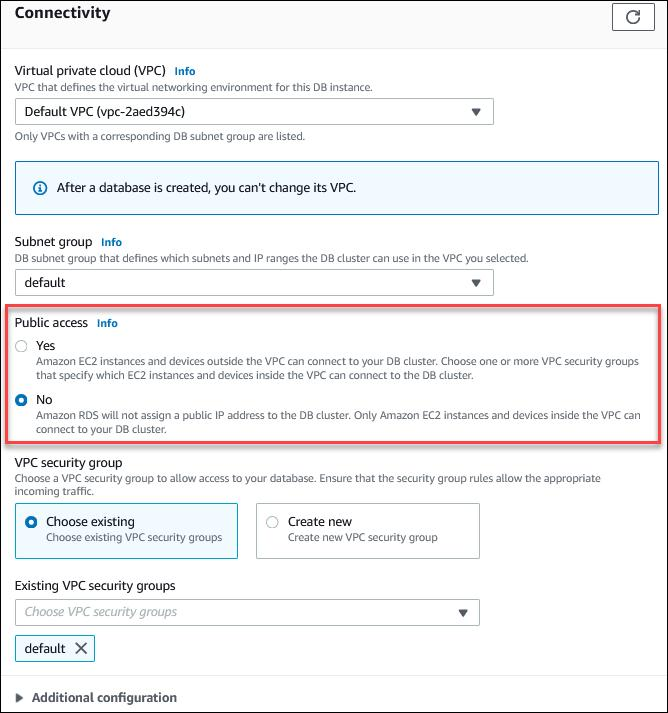 Connectivity
Virtual private cloud (VPC) Info
VPC that defines the virtual networking environment for this DB instance.
Default VPC (vpc-2aed394c)
Only VPCs with a corresponding DB subnet group are listed.
After a database is created, you can't change its VPC.
Subnet group Info
DB subnet group that defines which subnets and IP ranges the DB cluster can use in the VPC you selected.
default
Public access Info
Yes
Amazon EC2 instances and devices outside the VPC can connect to your DB cluster. Choose one or more VPC security groups
that specify which EC2 instances and devices inside the VPC can connect to the DB cluster.
No
Amazon RDS will not assign a public IP address to the DB cluster. Only Amazon EC2 instances and devices inside the VPC can
connect to your DB cluster.
VPC security group
Choose a VPC security group to allow access to your database. Ensure that the security group rules allow the appropriate
incoming traffic.
Choose existing
Choose existing VPC security groups
Create new
Create new VPC security group
Existing VPC security groups
Choose VPC security groups
default
Additional configuration